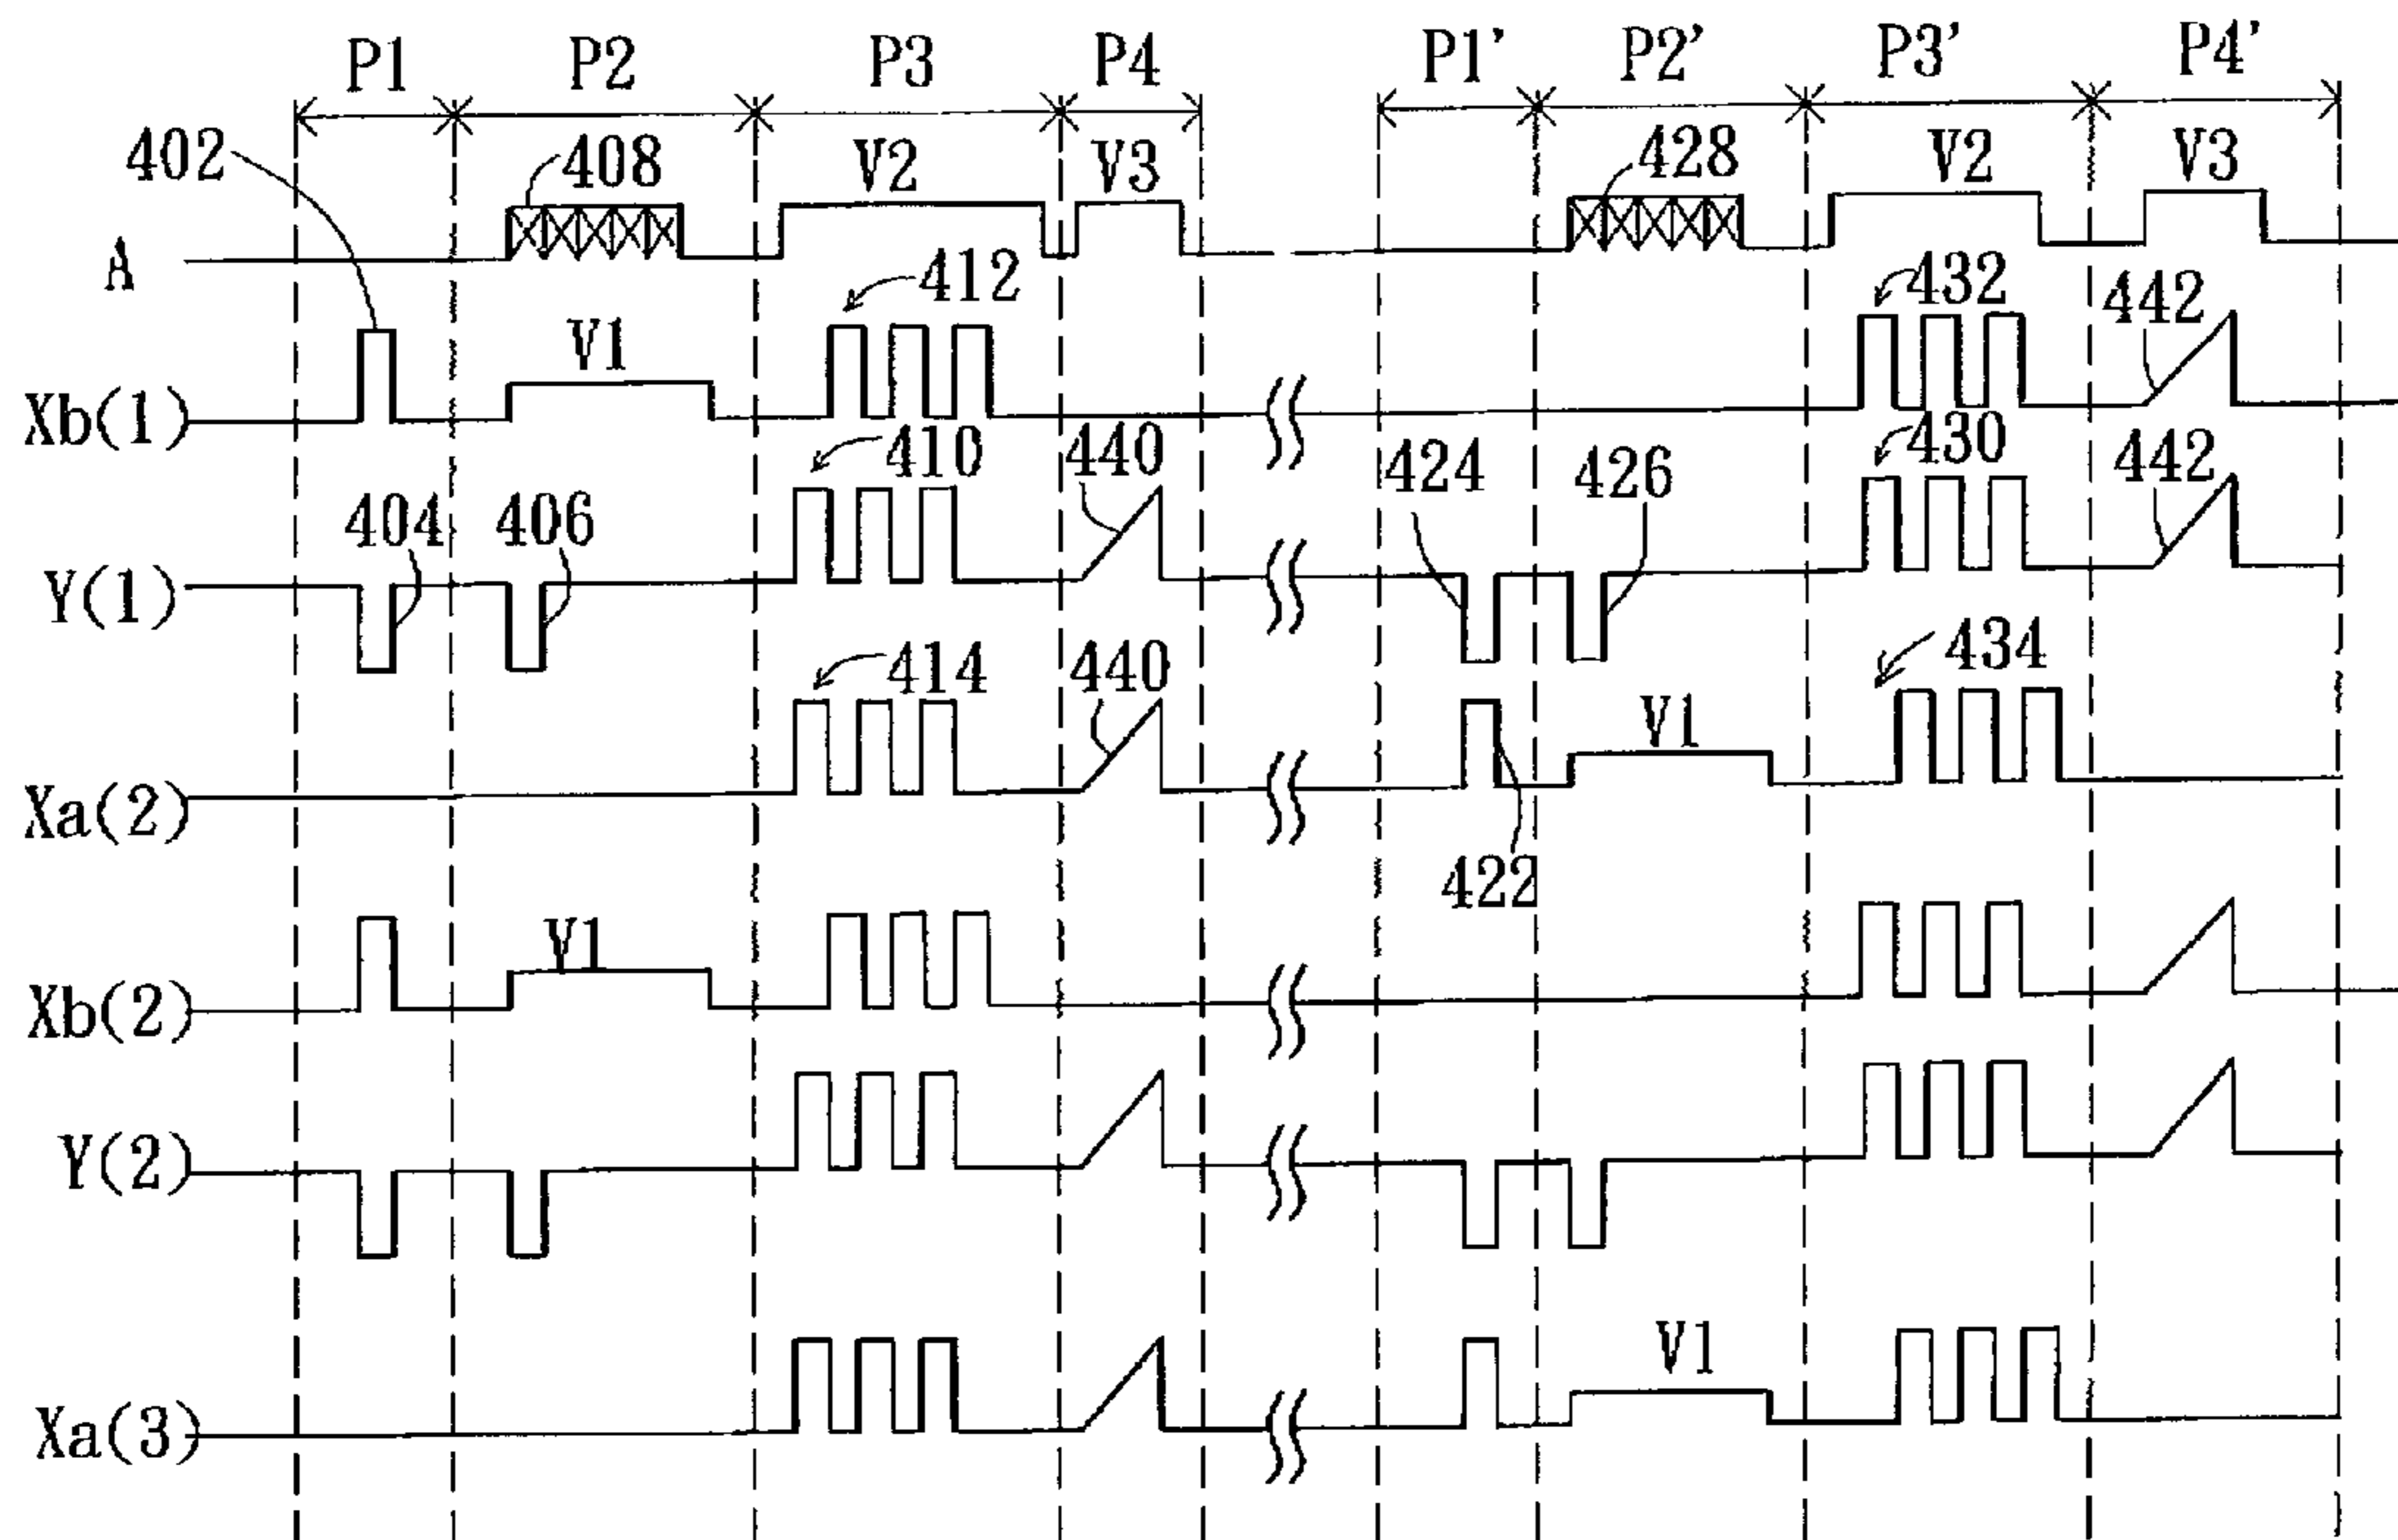 P1 P2 P3 P4 P1' P2' P3' P4'
402 408 V2 V3 428 V2 V3
A
412 432 442
V1
Xb(1)
410 440 424 426 430 442
404 406
Y(1)
414 440 434
V1
Xa(2)
422
V1
Xb(2)
Y(2)
V1
Xa(3)